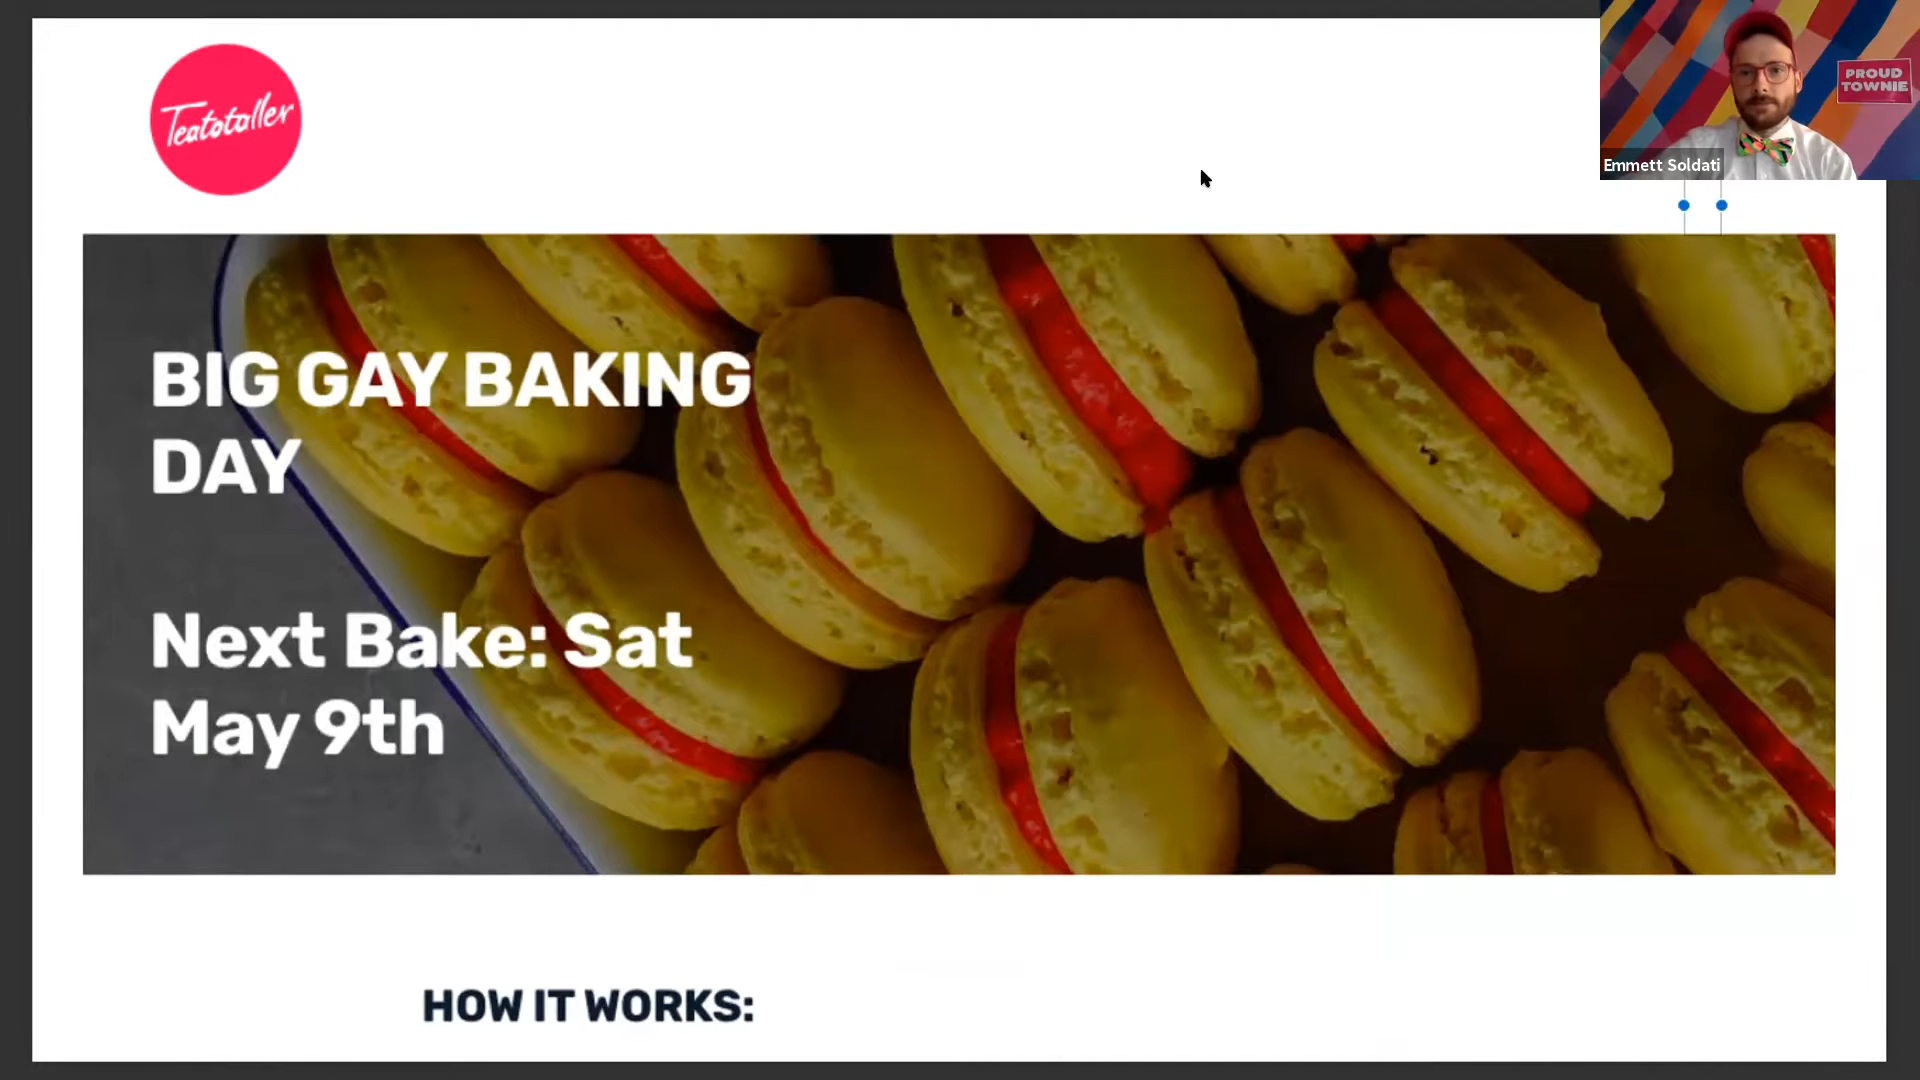 Teatotaller
PROUD
TOWNIE
Emmett Soldati
BIG GAY BAKING
DAY
Next Bake: Sat
May 9th
HOW IT WORKS: